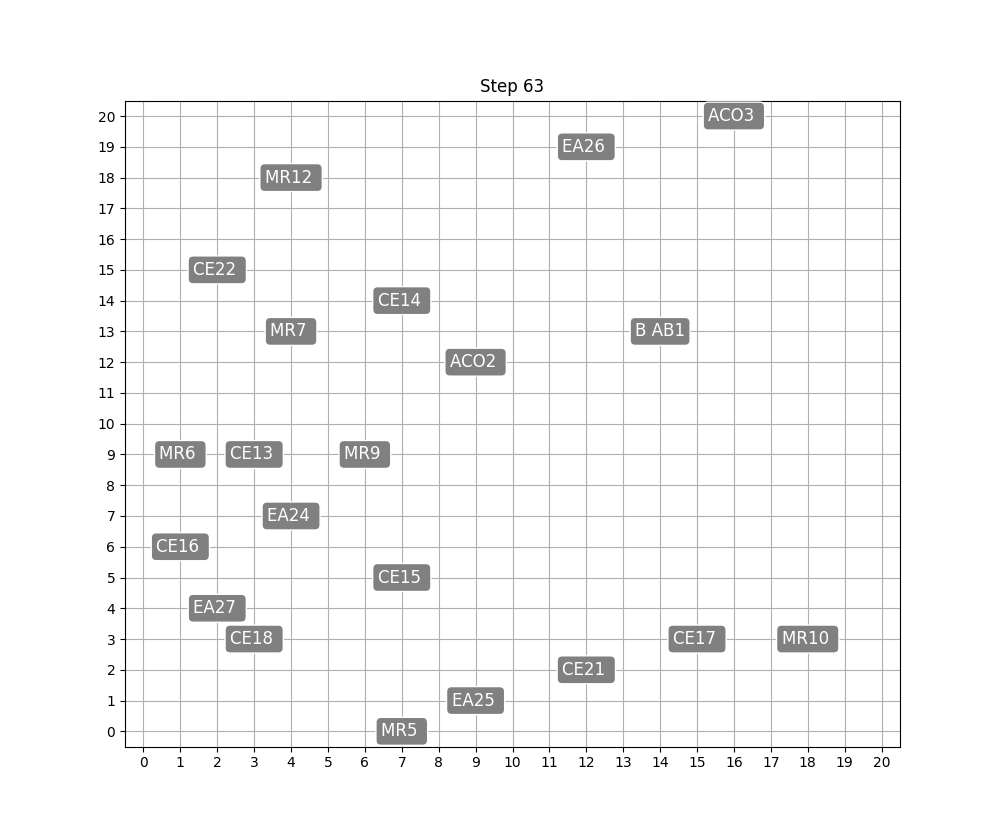 Step 63
20 ACO3
19 EA26
18 MR12
17
16
15 CE22
14 CE14
13 MR7 B AB1
12 ACO2
11
10
9 MR6 CE13 MR9
8
7 EA24
6 CE16
5 CE15
4 EA27
3 CE18 CE17 MR10
2 CE21
1 EA25
0 MR5
0 1 2 3 4 5 6 7 8 9 10 11 12 13 14 15 16 17 18 19 20